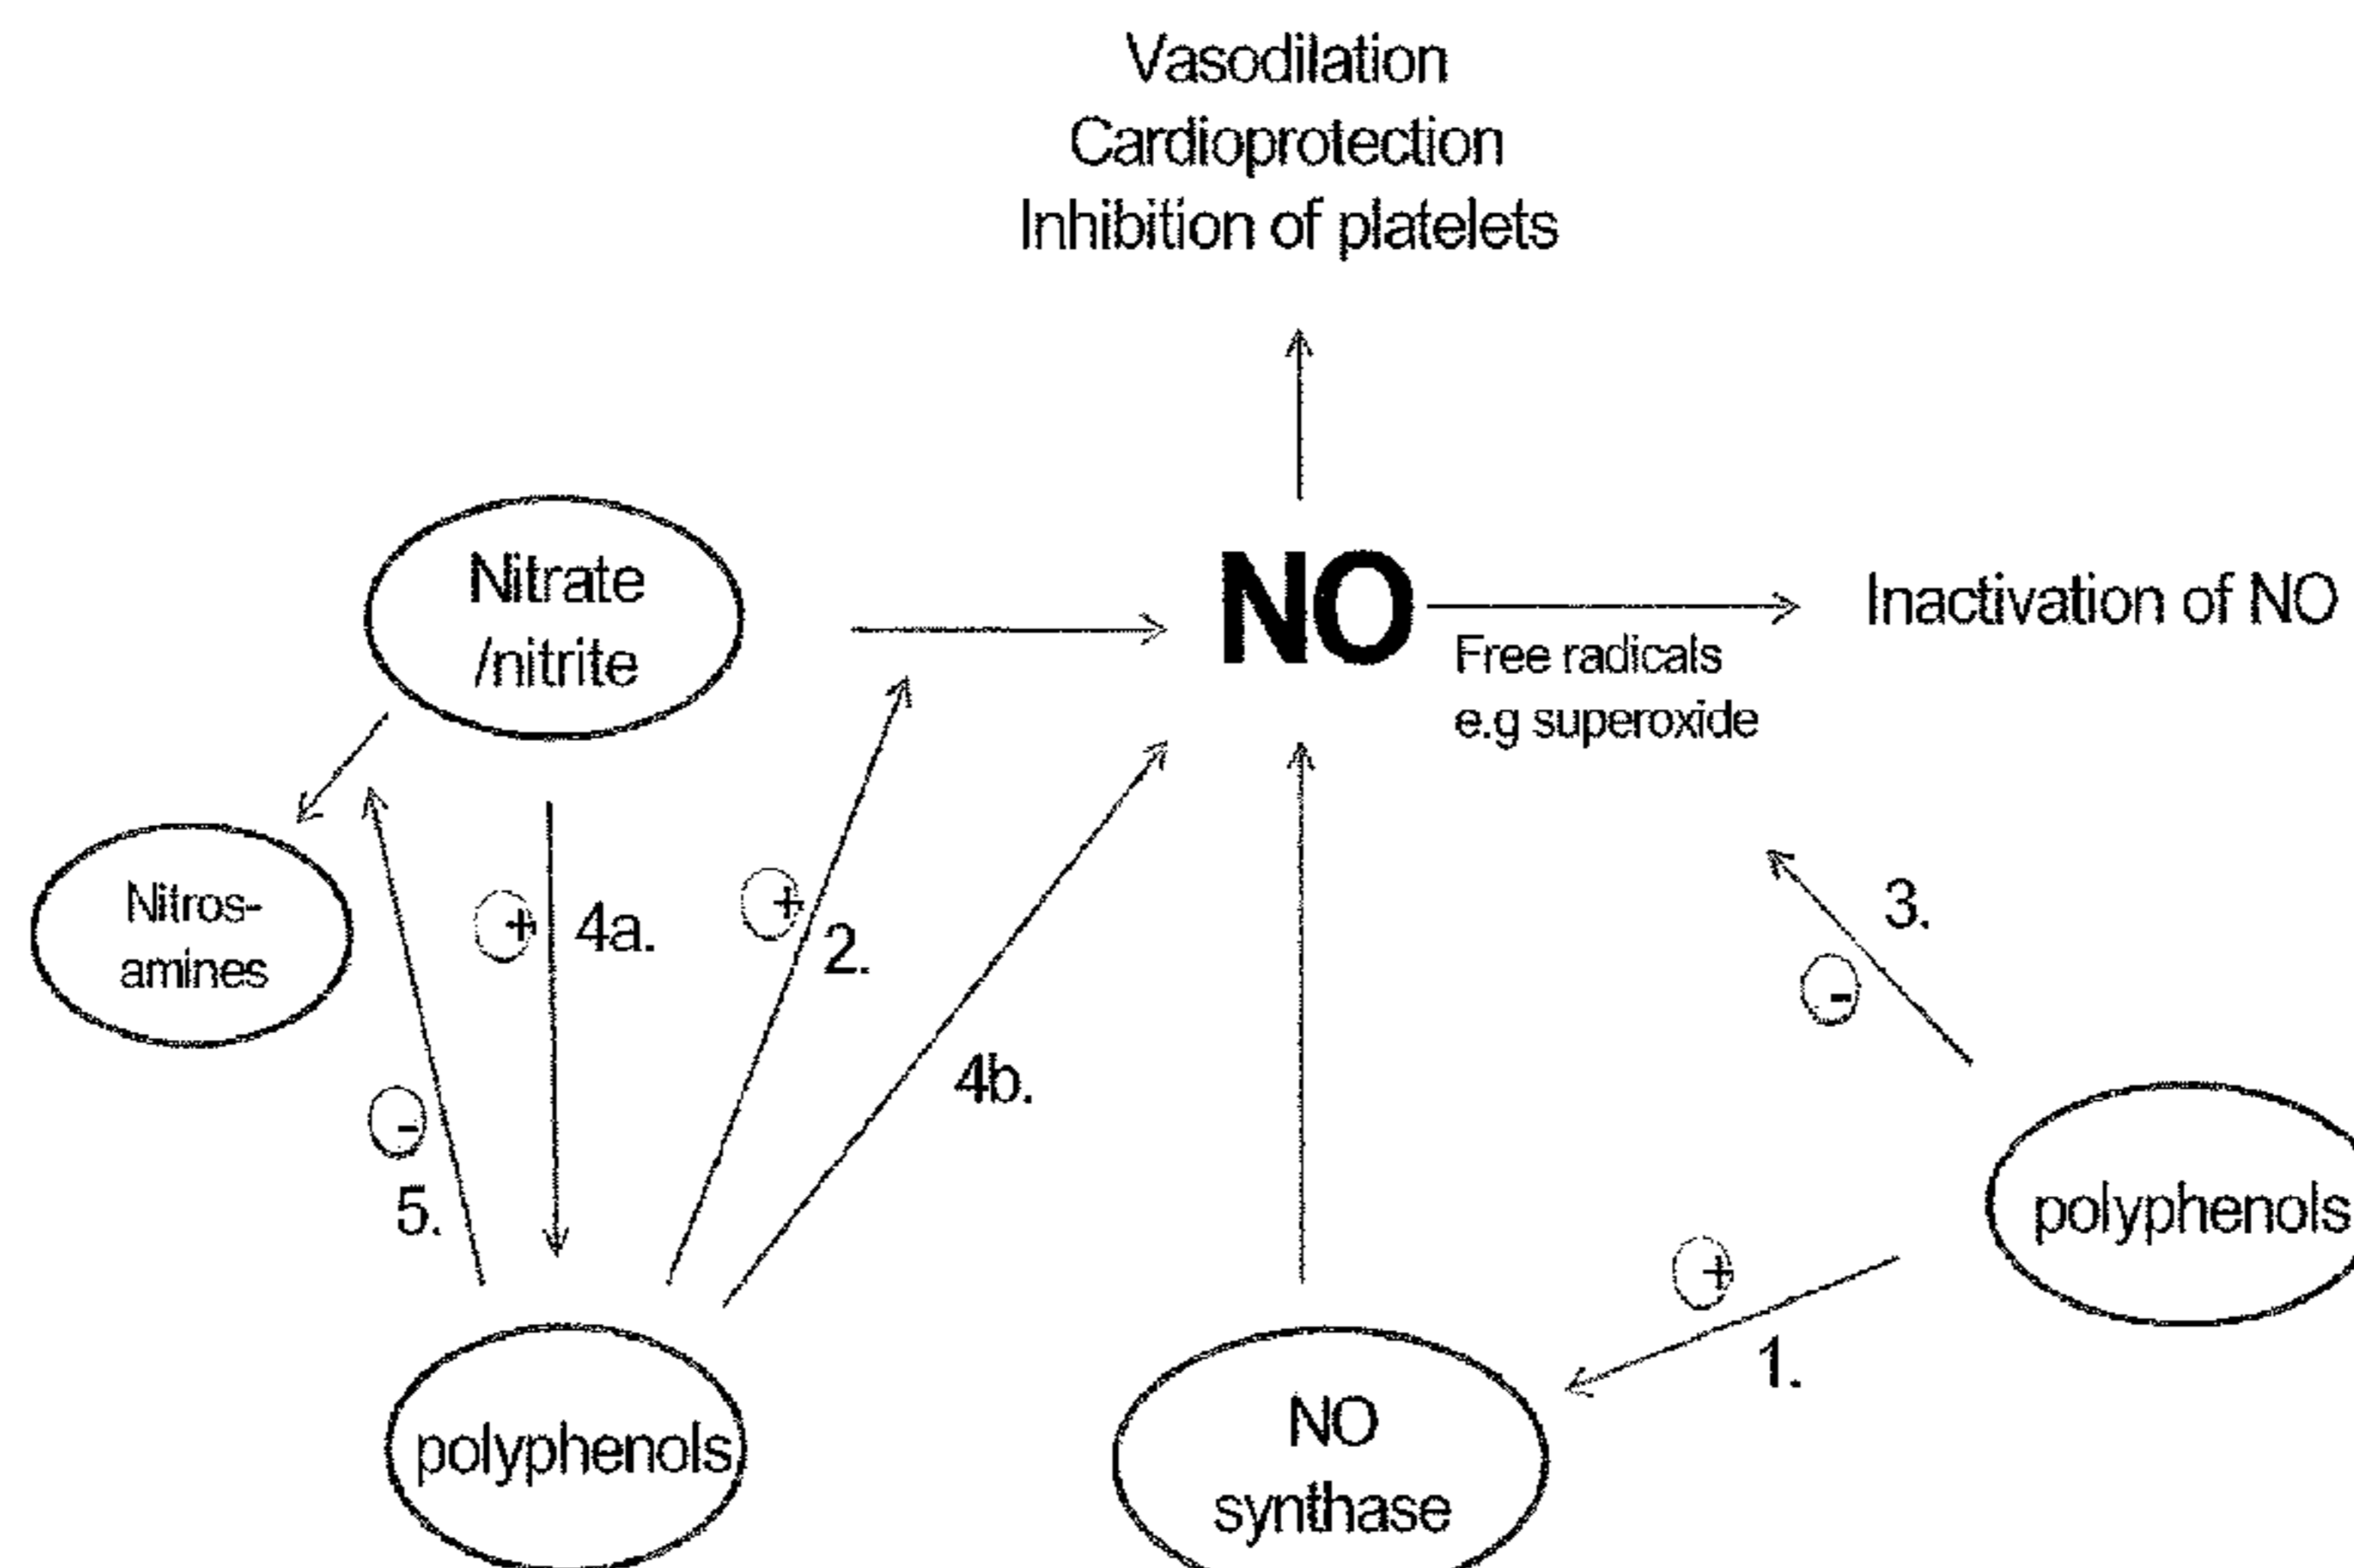 Vasodilation
Cardioprotection
Inhibition of platelets
Nitrate
/nitrite
NO
Inactivation of NO
Free radicals
e.g superoxide
Nitros-
amines
+
4a.
+
2.
3.
-
4b.
-
5.
polyphenols
+
1.
polyphenols
NO
synthase